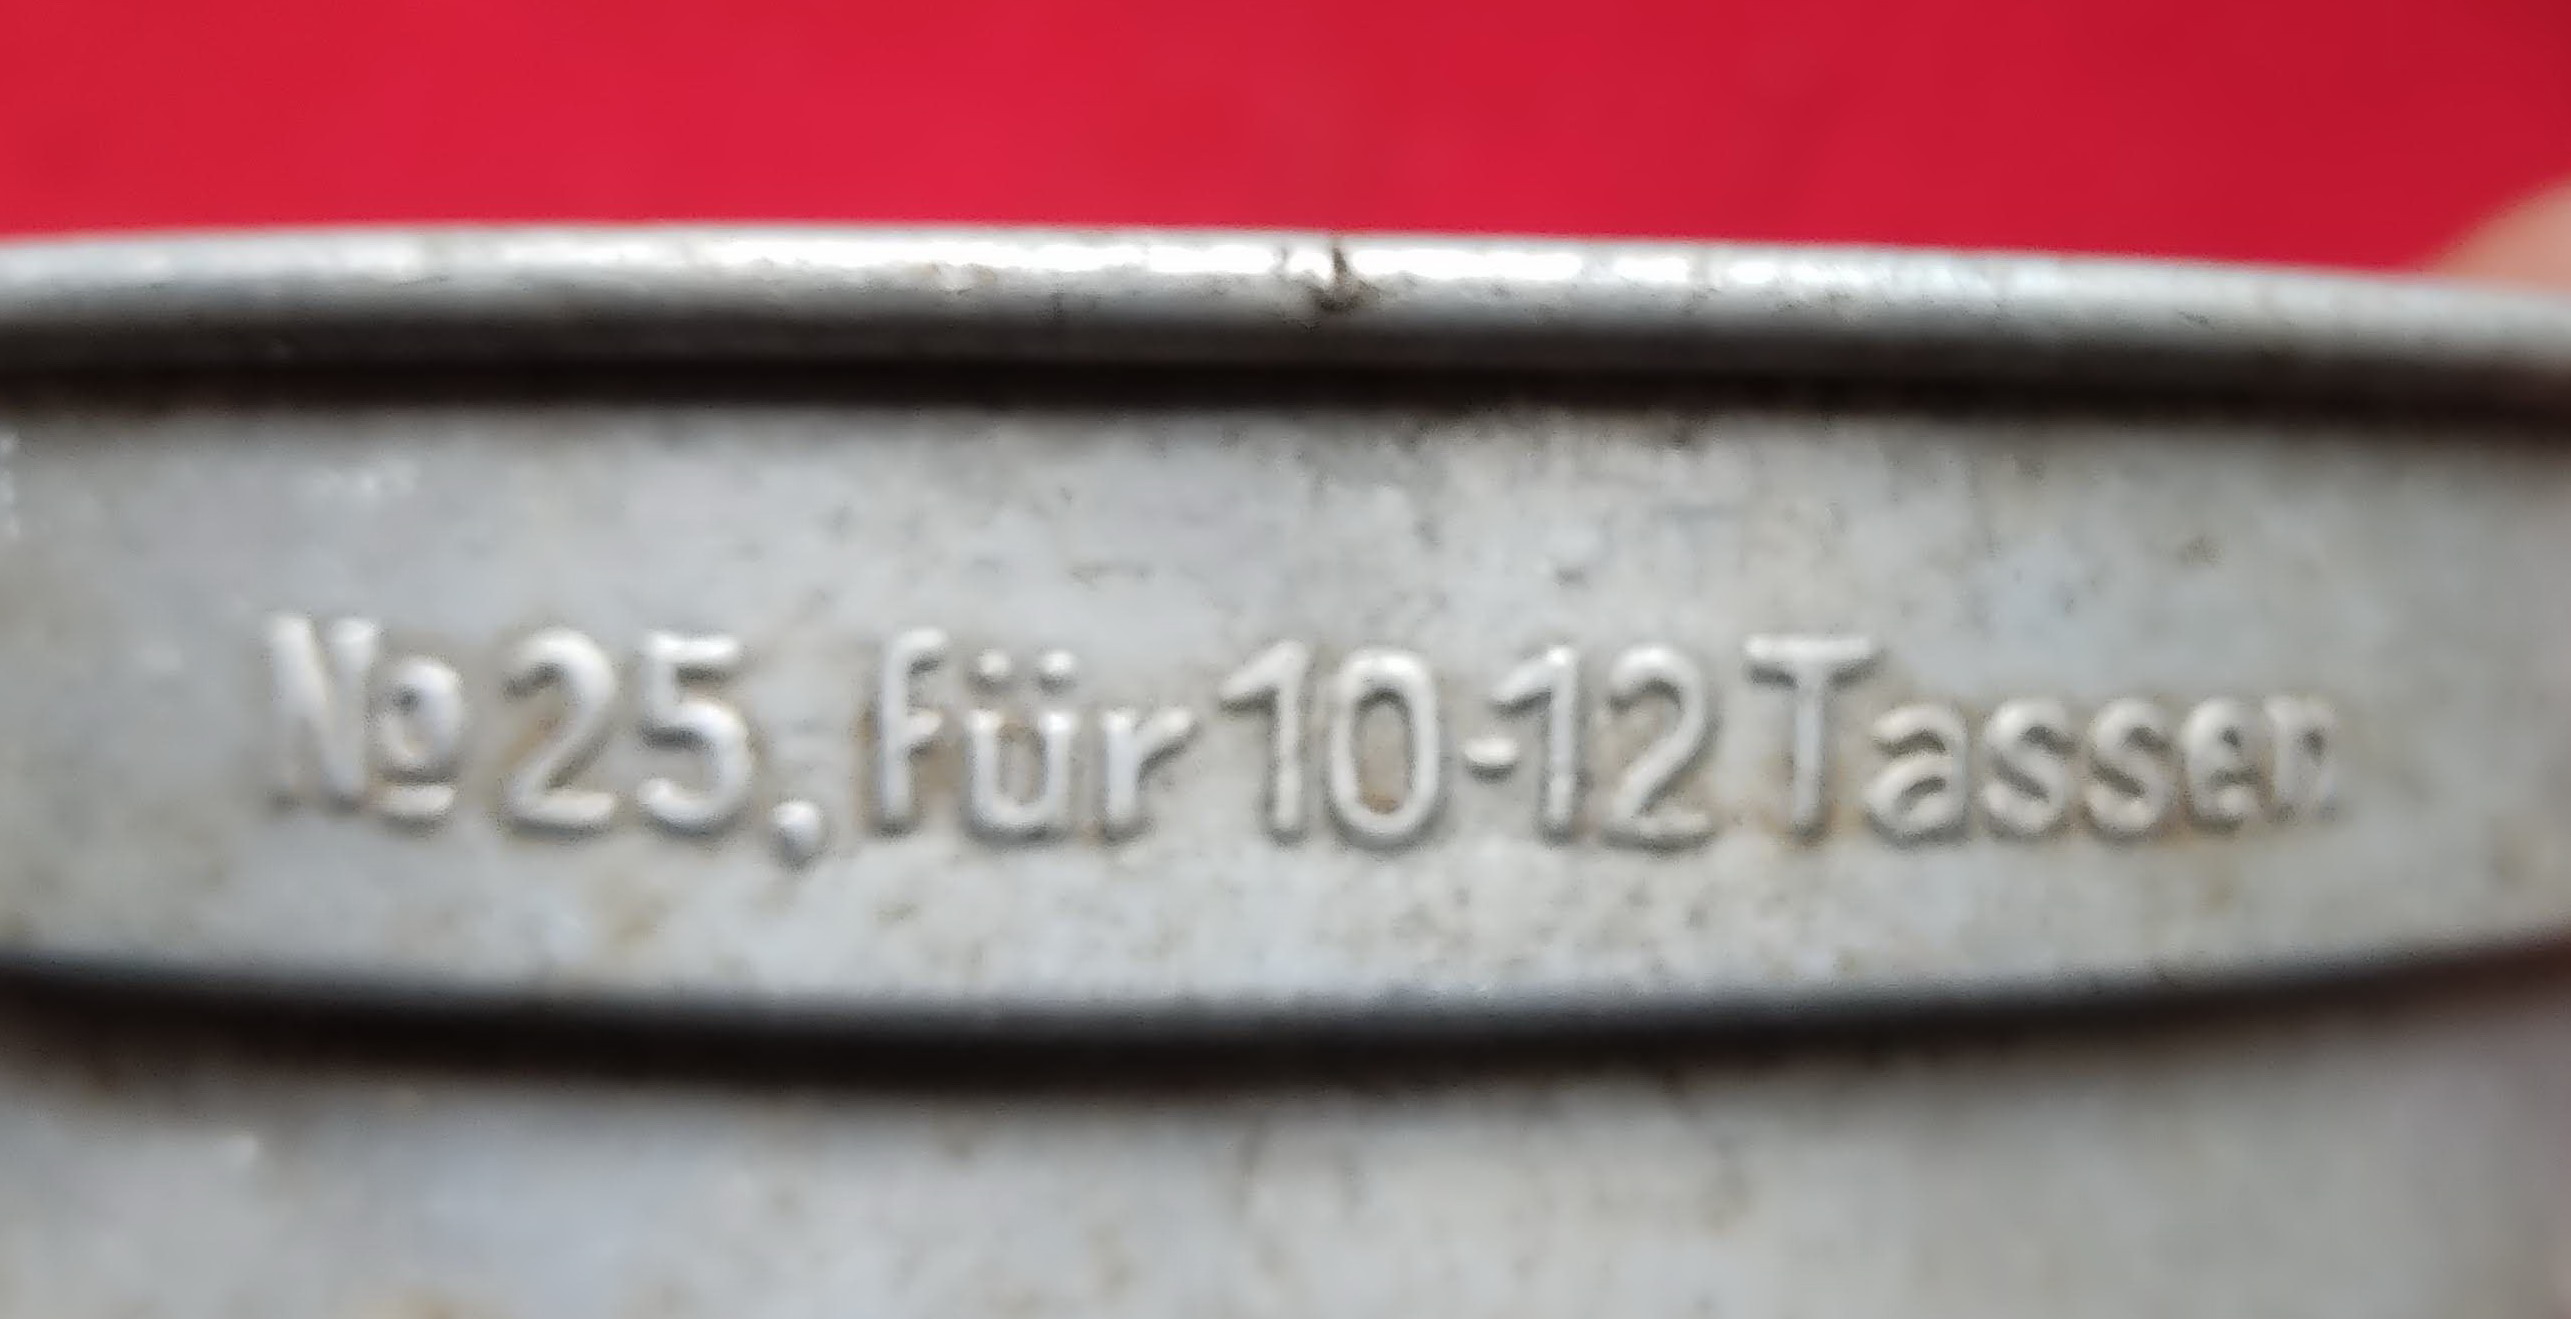 № 25. für 10-12 Tassen